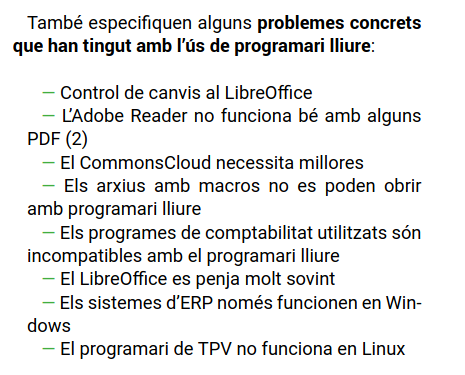 També especifiquen alguns problemes concrets
que han tingut amb l’ús de programari lliure:
— Control de canvis al LibreOffice
— L’Adobe Reader no funciona bé amb alguns
PDF (2)
— El CommonsCloud necessita millores
— Els arxius amb macros no es poden obrir
amb programari lliure
— Els programes de comptabilitat utilitzats són
incompatibles amb el programari lliure
— El LibreOffice es penja molt sovint
— Els sistemes d’ERP només funcionen en Win-
dows
— El programari de TPV no funciona en Linux